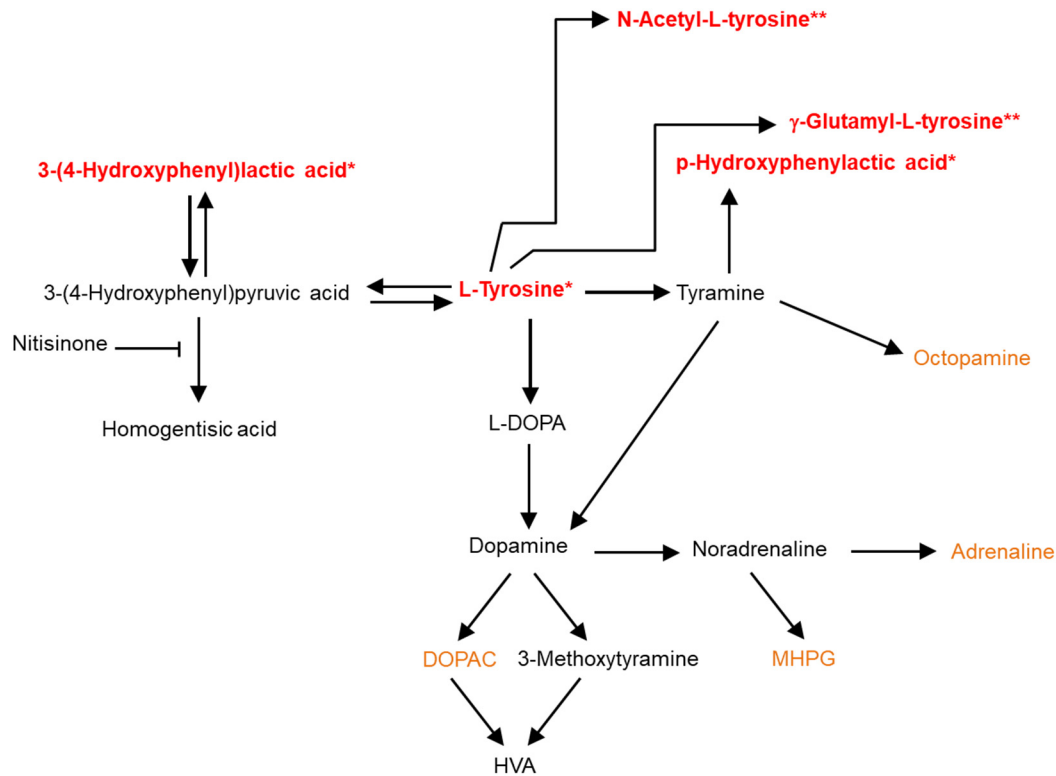 N-Acetyl-L-tyrosine**
γ-Glutamyl-L-tyrosine**
3-(4-Hydroxyphenyl)lactic acid*
p-Hydroxyphenylactic acid*
3-(4-Hydroxyphenyl)pyruvic acid
L-Tyrosine*
Tyramine
Nitisinone
Octopamine
Homogentisic acid
L-DOPA
Dopamine
Noradrenaline
Adrenaline
DOPAC
3-Methoxytyramine
MHPG
HVA